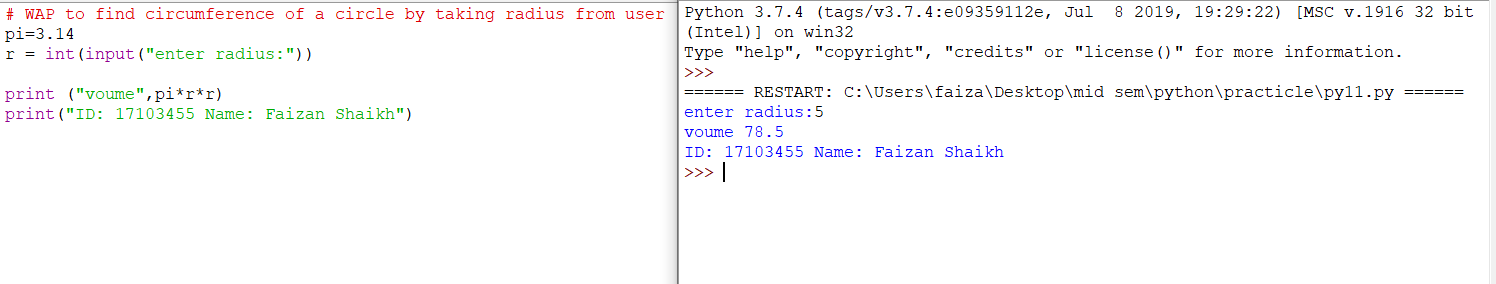 # WAP to find circumference of a circle by taking radius from user
pi=3.14
r = int(input("enter radius:"))
print ("voume",pi*r*r)
print("ID: 17103455 Name: Faizan Shaikh")
Python 3.7.4 (tags/v3.7.4:e09359112e, Jul  8 2019, 19:29:22) [MSC v.1916 32 bit
(Intel)] on win32
Type "help", "copyright", "credits" or "license()" for more information.
>>>
====== RESTART: C:\Users\faiza\Desktop\mid sem\python\practicle\py11.py ======
enter radius:5
voume 78.5
ID: 17103455 Name: Faizan Shaikh
>>>